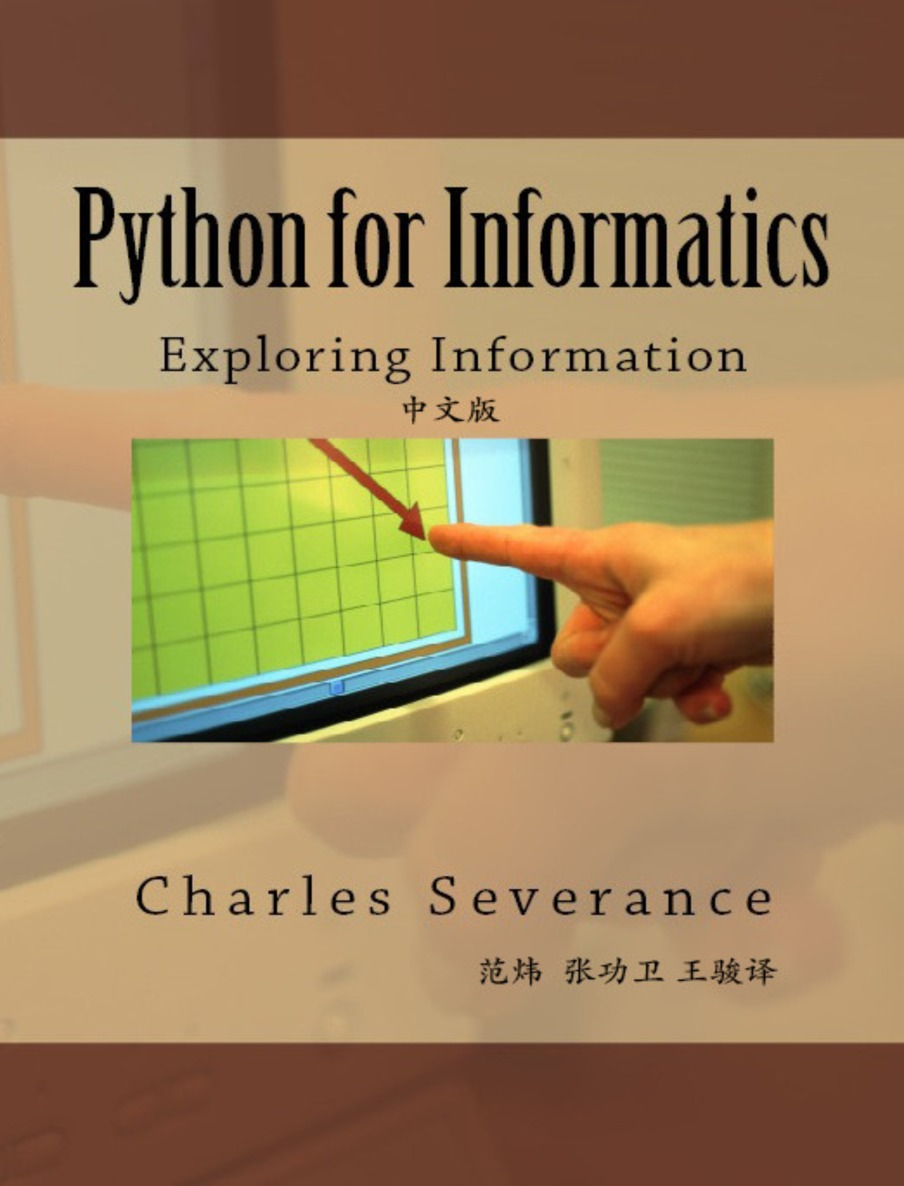 Python for Informatics
Exploring Information
中文版
Charles Severance
范炜 张功卫 王骏译